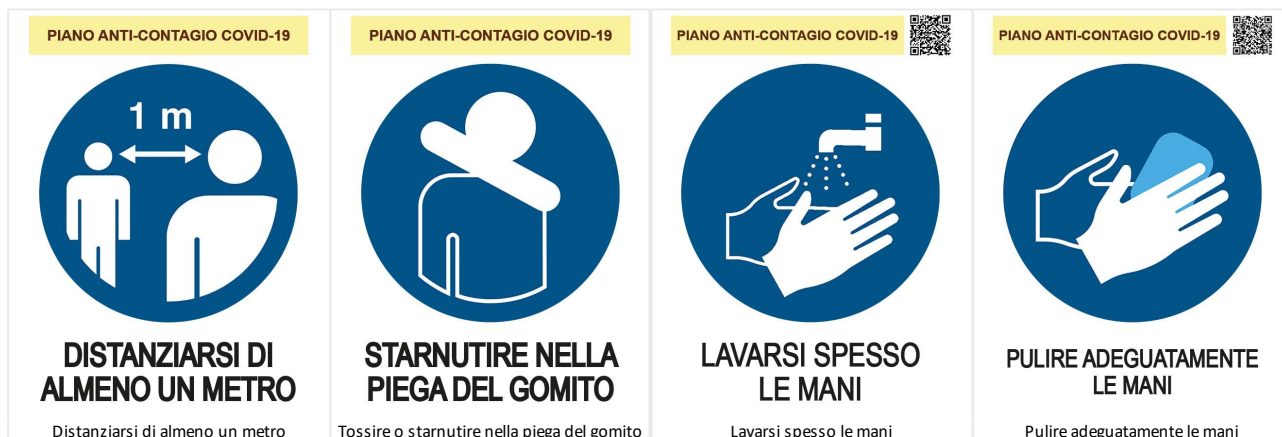 PIANO ANTI-CONTAGIO COVID-19
1 m
DISTANZIARSI DI
ALMENO UN METRO
Distanziarsi di almeno un metro
PIANO ANTI-CONTAGIO COVID-19
STARNUTIRE NELLA
PIEGA DEL GOMITO
Tossire o starnutire nella piega del gomito
PIANO ANTI-CONTAGIO COVID-19
LAVARSI SPESSO
LE MANI
Lavarsi spesso le mani
PIANO ANTI-CONTAGIO COVID-19
PULIRE ADEGUATAMENTE
LE MANI
Pulire adeguatamente le mani